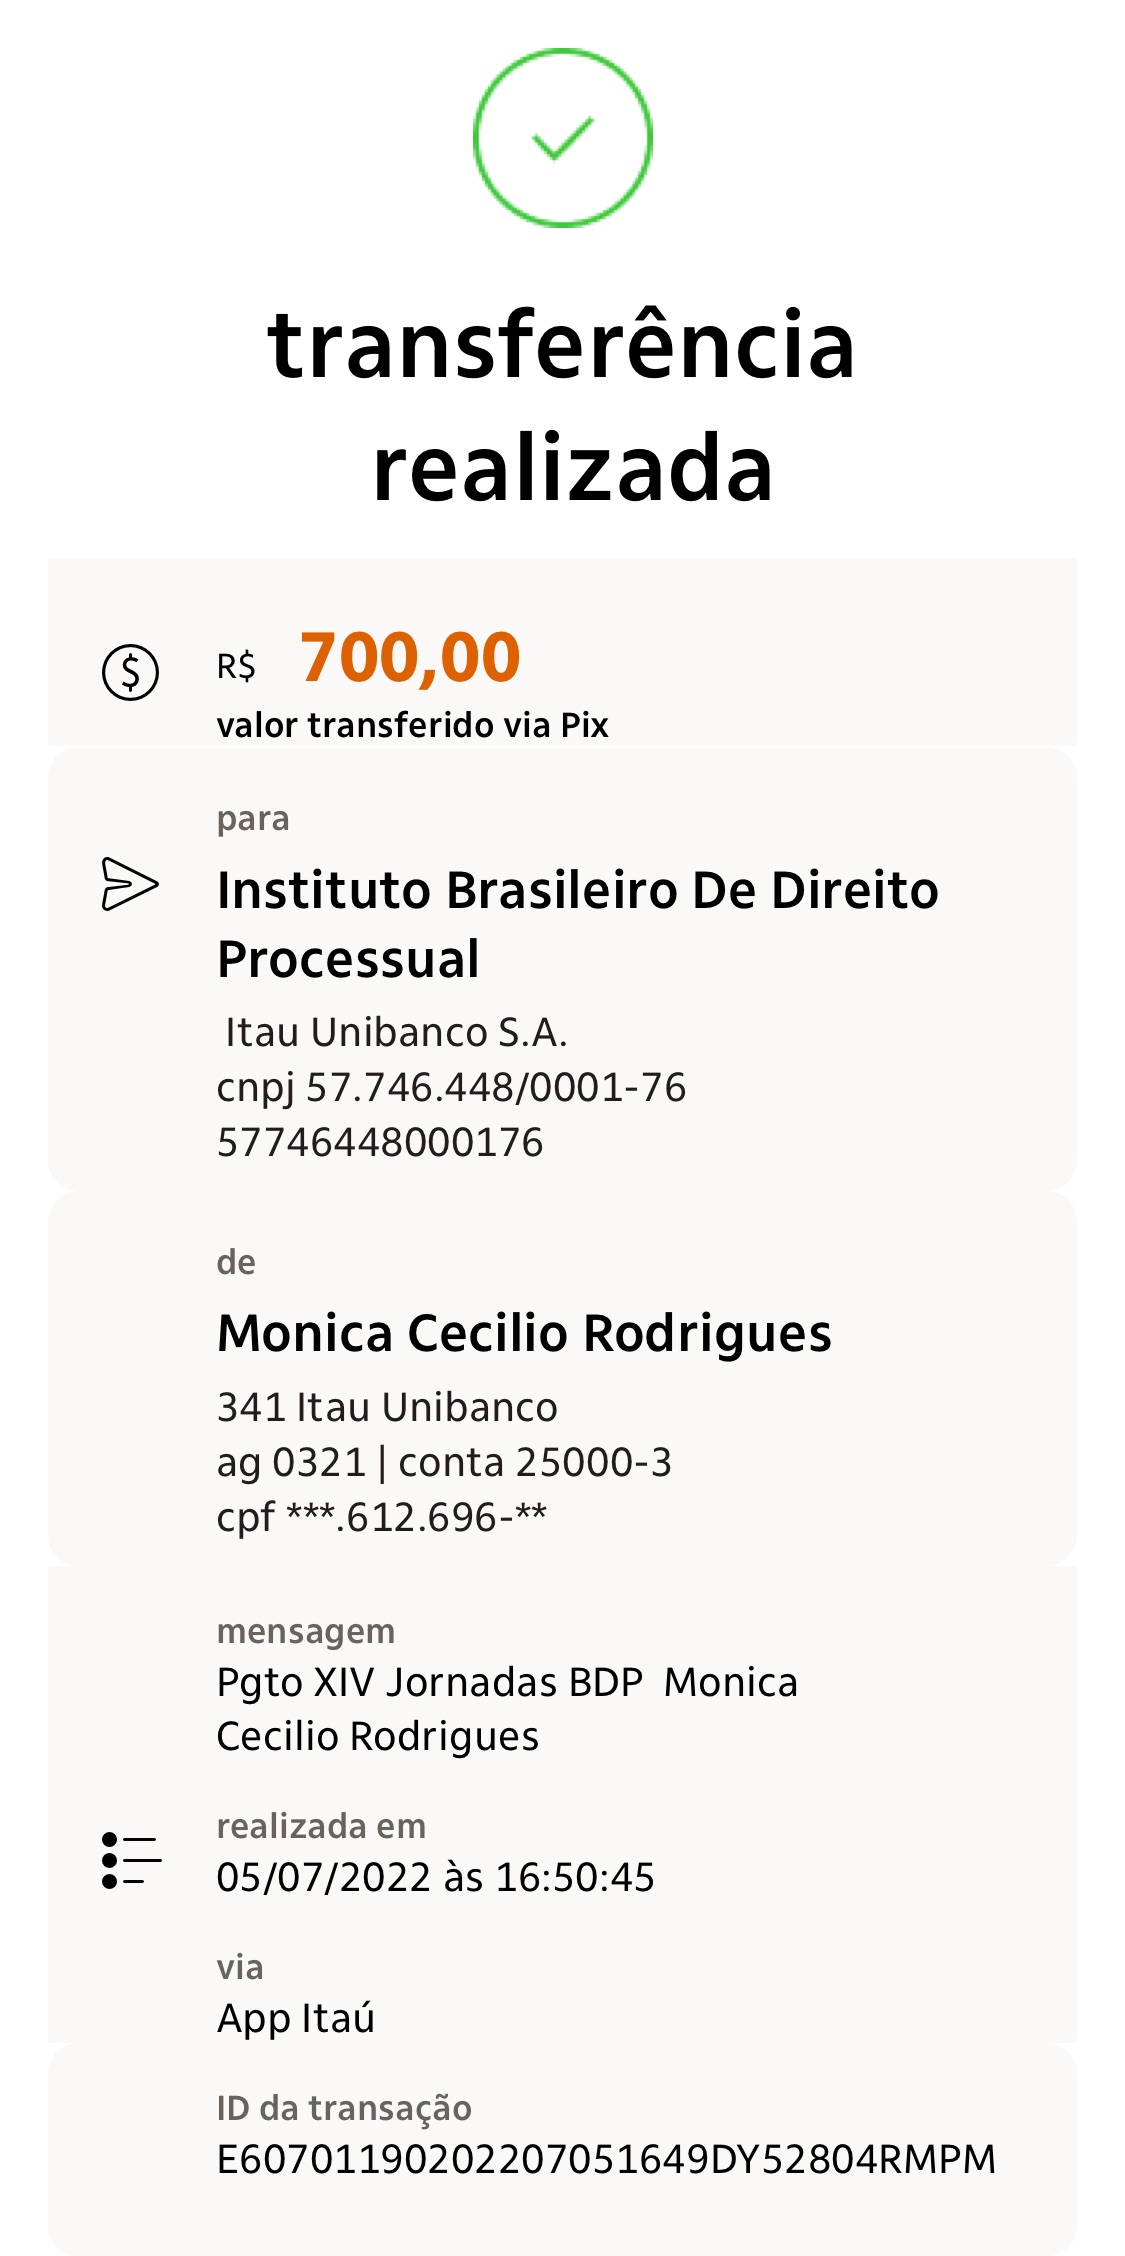 transferência
realizada
R$ 700,00
valor transferido via Pix
para
Instituto Brasileiro De Direito
Processual
Itau Unibanco S.A.
cnpj 57.746.448/0001-76
57746448000176
de
Monica Cecilio Rodrigues
341 Itau Unibanco
ag 0321 | conta 25000-3
cpf ***.612.696-**
mensagem
Pgto XIV Jornadas BDP  Monica
Cecilio Rodrigues
realizada em
05/07/2022 às 16:50:45
via
App Itaú
ID da transação
E60701190202207051649DY52804RMPM